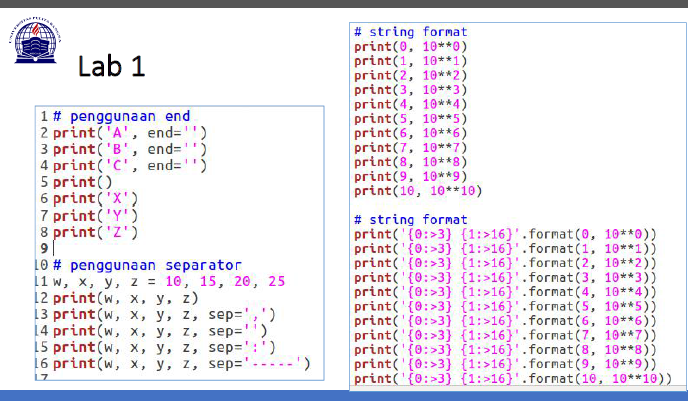 Lab 1
1 # penggunaan end
2 print('A', end='')
3 print('B', end='')
4 print('C', end='')
5 print()
6 print('X')
7 print('Y')
8 print('Z')
9
10 # penggunaan separator
11 w, x, y, z = 10, 15, 20, 25
12 print(w, x, y, z)
13 print(w, x, y, z, sep=',')
14 print(w, x, y, z, sep='')
15 print(w, x, y, z, sep=':')
16 print(w, x, y, z, sep='-----')
17
# string format
print(0, 10**0)
print(1, 10**1)
print(2, 10**2)
print(3, 10**3)
print(4, 10**4)
print(5, 10**5)
print(6, 10**6)
print(7, 10**7)
print(8, 10**8)
print(9, 10**9)
print(10, 10**10)
# string format
print('{0:>3} {1:>16}'.format(0, 10**0))
print('{0:>3} {1:>16}'.format(1, 10**1))
print('{0:>3} {1:>16}'.format(2, 10**2))
print('{0:>3} {1:>16}'.format(3, 10**3))
print('{0:>3} {1:>16}'.format(4, 10**4))
print('{0:>3} {1:>16}'.format(5, 10**5))
print('{0:>3} {1:>16}'.format(6, 10**6))
print('{0:>3} {1:>16}'.format(7, 10**7))
print('{0:>3} {1:>16}'.format(8, 10**8))
print('{0:>3} {1:>16}'.format(9, 10**9))
print('{0:>3} {1:>16}'.format(10, 10**10))